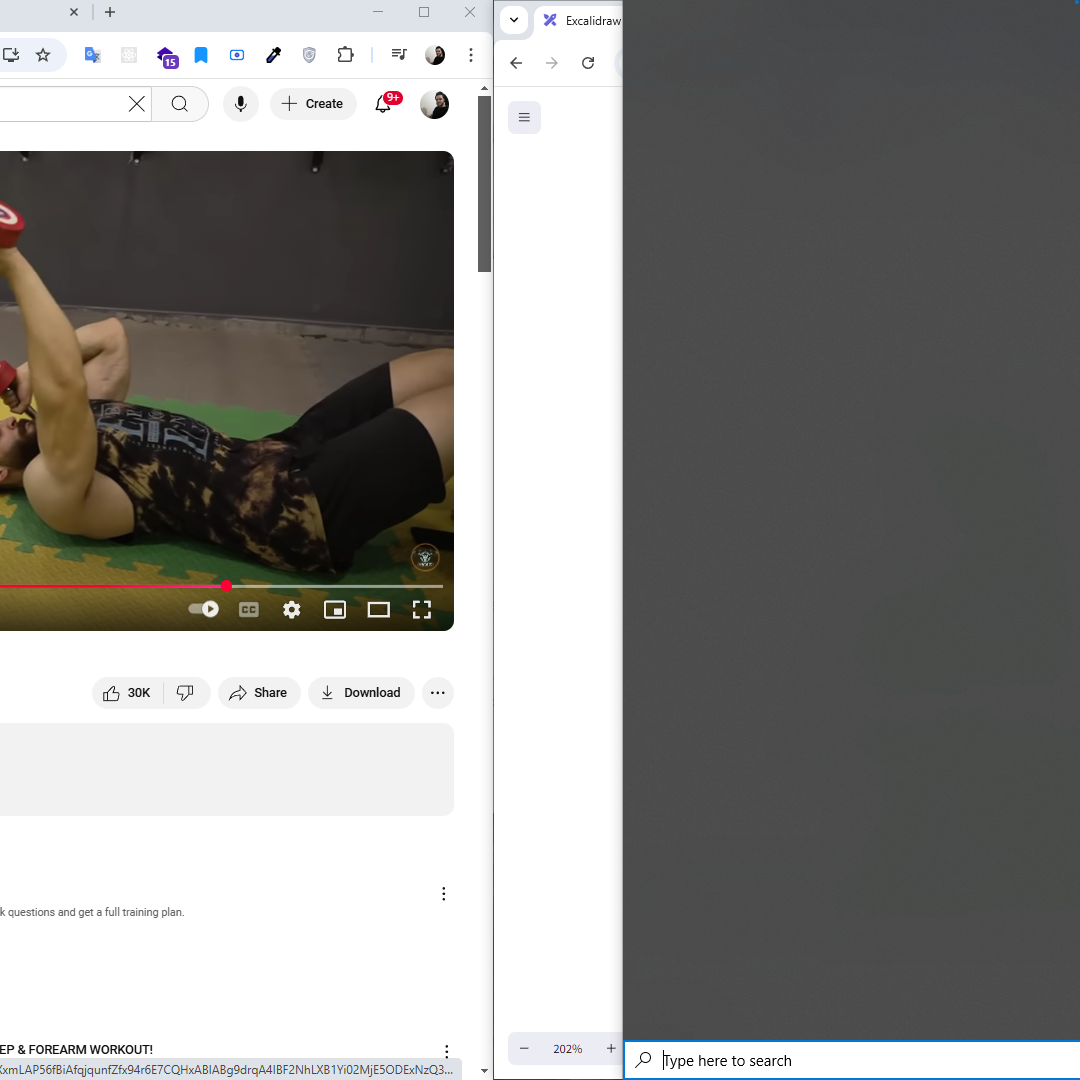 15
Create
9+
CC
30K
Share
Download
k questions and get a full training plan.
EP & FOREARM WORKOUT!
Excalidraw
202%
Type here to search